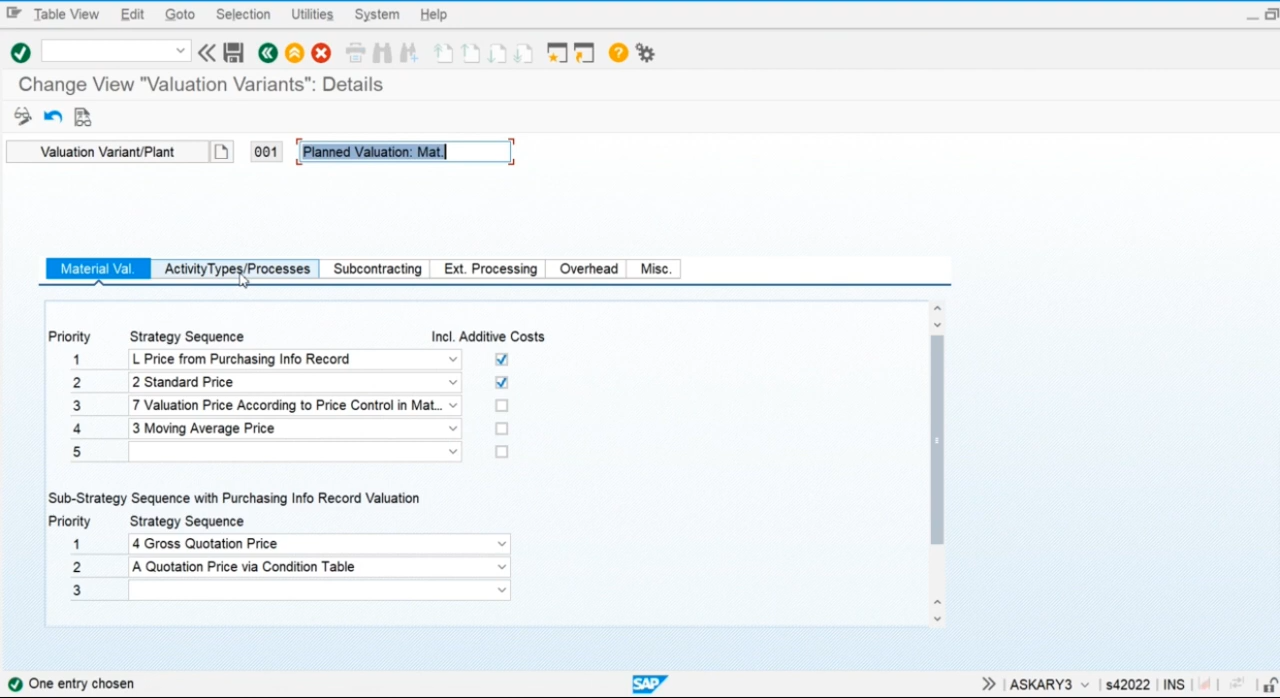 Table View Edit Goto Selection Utilities System Help
Change View "Valuation Variants": Details
Valuation Variant/Plant 001 Planned Valuation: Mat.
Material Val. ActivityTypes/Processes Subcontracting Ext. Processing Overhead Misc.
Priority Strategy Sequence Incl. Additive Costs
1 L Price from Purchasing Info Record
2 2 Standard Price
3 7 Valuation Price According to Price Control in Mat...
4 3 Moving Average Price
5
Sub-Strategy Sequence with Purchasing Info Record Valuation
Priority Strategy Sequence
1 4 Gross Quotation Price
2 A Quotation Price via Condition Table
3
One entry chosen SAP ASKARY3 s42022 INS